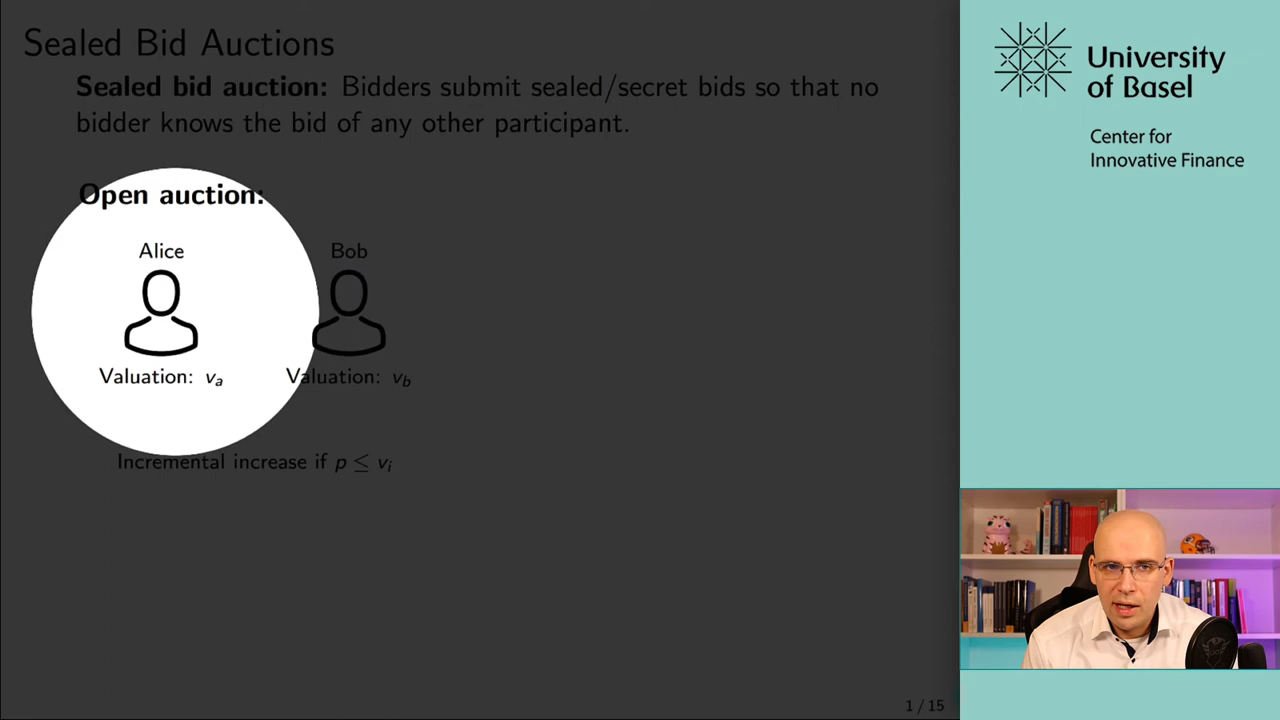 Sealed Bid Auctions
Sealed bid auction: Bidders submit sealed/secret bids so that no
bidder knows the bid of any other participant.
Open auction:
Alice
Bob
Valuation: vₐ
Valuation: v_b
Incremental increase if p ≤ vᵢ
1 / 15
University
of Basel
Center for
Innovative Finance